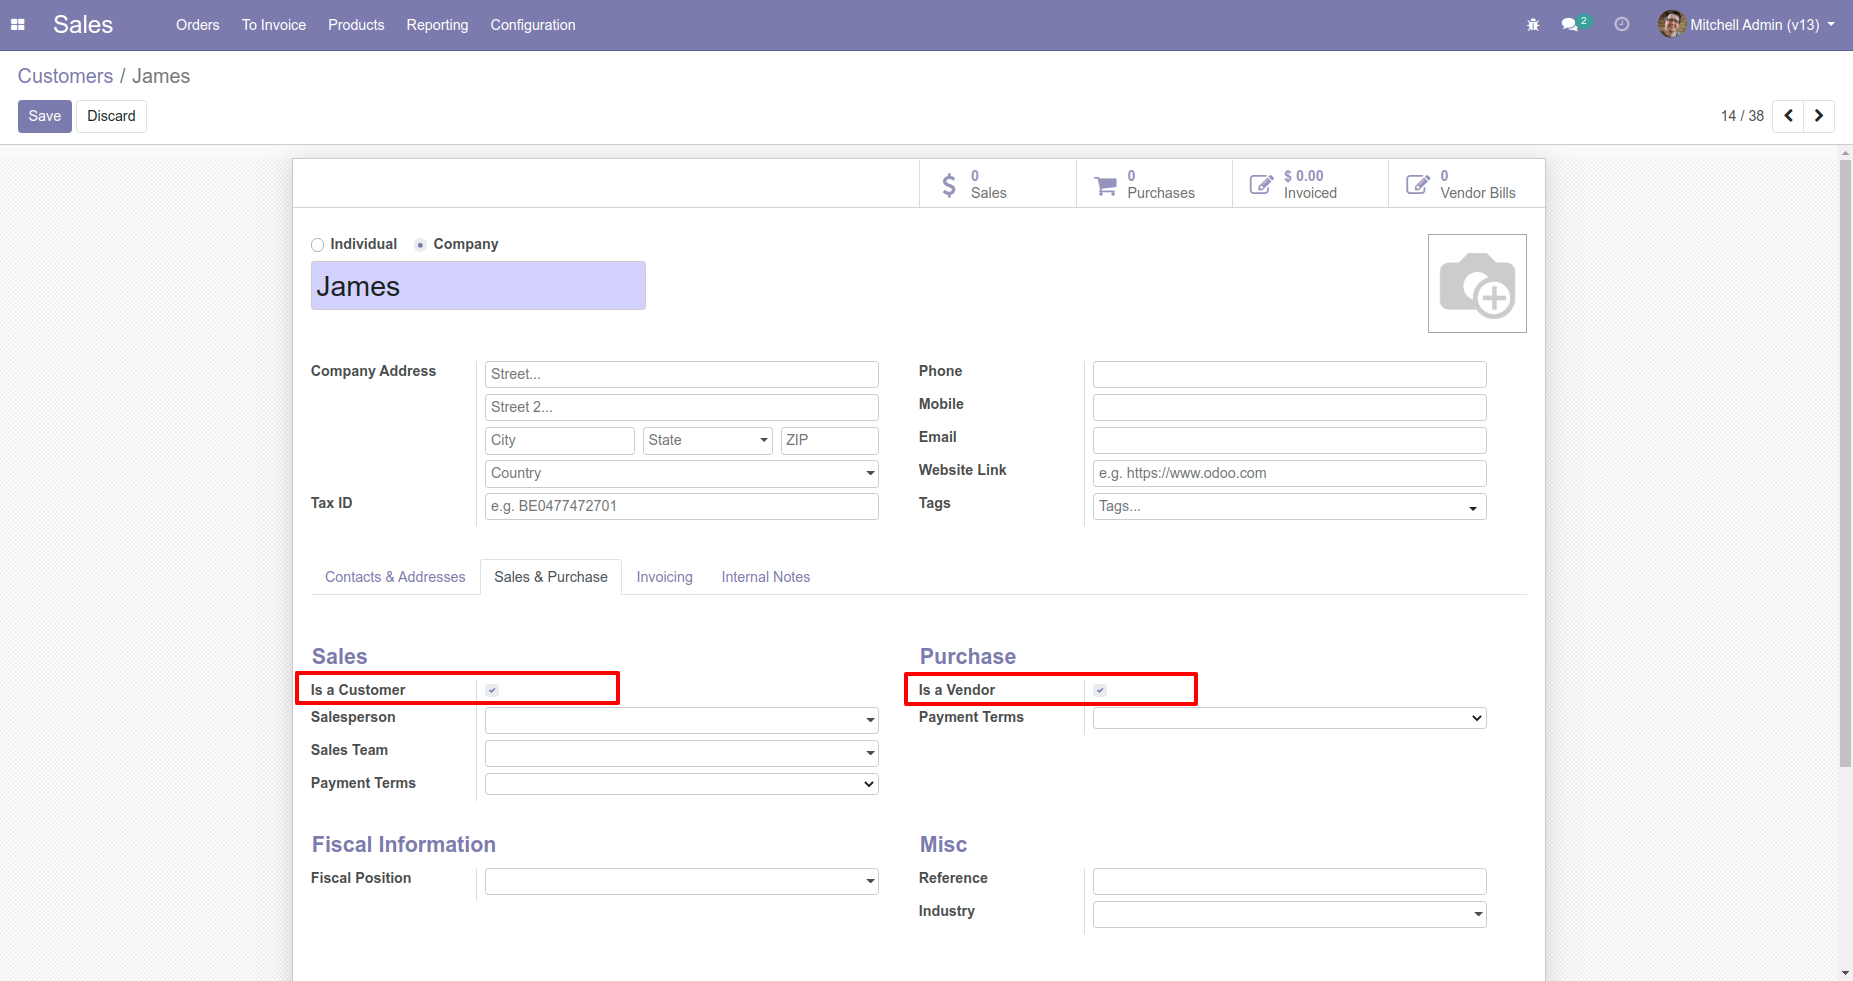 Sales Orders To Invoice Products Reporting Configuration 2 Mitchell Admin (v13)
Customers / James
Save Discard 14 / 38
0 Sales
0 Purchases
$ 0.00 Invoiced
0 Vendor Bills
Individual Company
James
Company Address Street...
Street 2...
City State ZIP
Country
Tax ID e.g. BE0477472701
Phone
Mobile
Email
Website Link e.g. https://www.odoo.com
Tags Tags...
Contacts & Addresses Sales & Purchase Invoicing Internal Notes
Sales
Is a Customer
Salesperson
Sales Team
Payment Terms
Purchase
Is a Vendor
Payment Terms
Fiscal Information
Fiscal Position
Misc
Reference
Industry